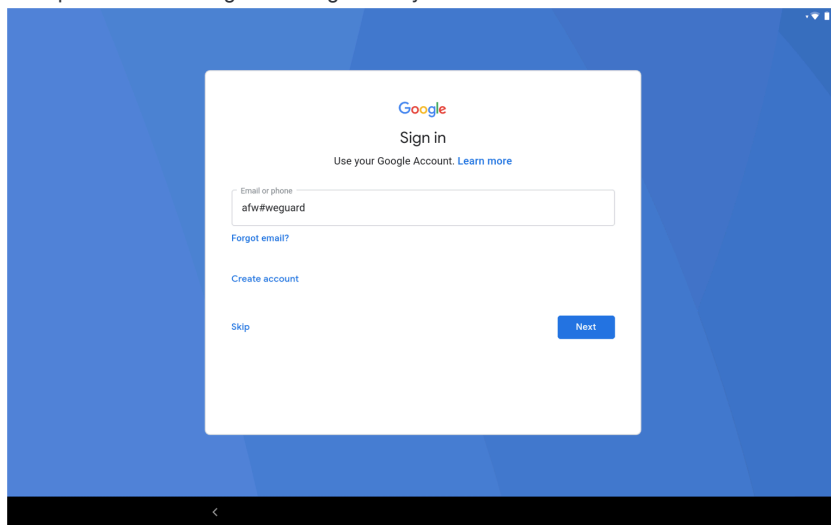 Google
Sign in
Use your Google Account. Learn more
Email or phone
afw#weguard
Forgot email?
Create account
Skip
Next